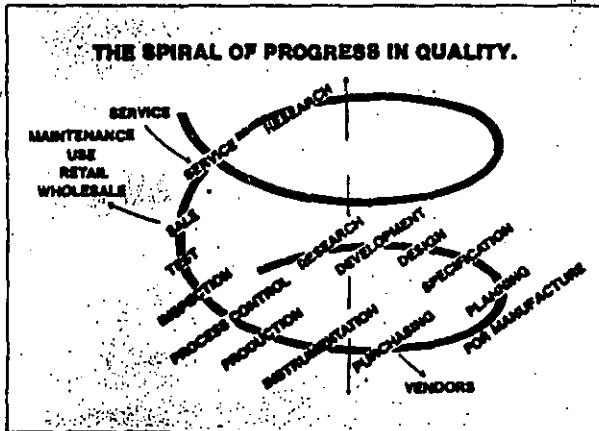 THE SPIRAL OF PROGRESS IN QUALITY.
SERVICE
RESEARCH
MAINTENANCE
USE
RETAIL
WHOLESALE
SERVICE
SALE
TEST
INSPECTION
PROCESS CONTROL
PRODUCTION
INSTRUMENTATION
PURCHASING
VENDORS
RESEARCH
DEVELOPMENT
DESIGN
SPECIFICATION
PLANNING
FOR MANUFACTURE